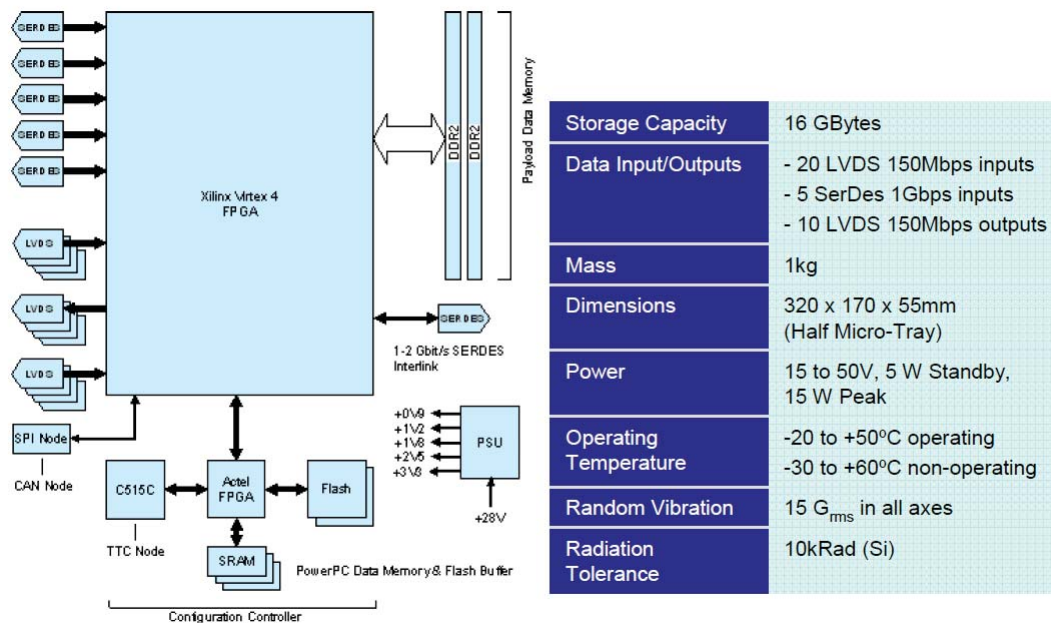 SERDES
SERDES
SERDES
SERDES
SERDES
LVDS
LVDS
LVDS
SPI Node
CAN Node
Xilinx Virtex 4
FPGA
DDR2
DDR2
Payload Data Memory
SERDES
1-2 Gbit/s SERDES
Interlink
+0V9
+1V2
+1V8
+2V5
+3V3
PSU
+28V
C515C
TTC Node
Actel
FPGA
Flash
SRAM
PowerPC Data Memory & Flash Buffer
Configuration Controller
Storage Capacity
16 GBytes
Data Input/Outputs
- 20 LVDS 150Mbps inputs
- 5 SerDes 1Gbps inputs
- 10 LVDS 150Mbps outputs
Mass
1kg
Dimensions
320 x 170 x 55mm
(Half Micro-Tray)
Power
15 to 50V, 5 W Standby,
15 W Peak
Operating
Temperature
-20 to +50ºC operating
-30 to +60ºC non-operating
Random Vibration
15 Grms in all axes
Radiation
Tolerance
10kRad (Si)